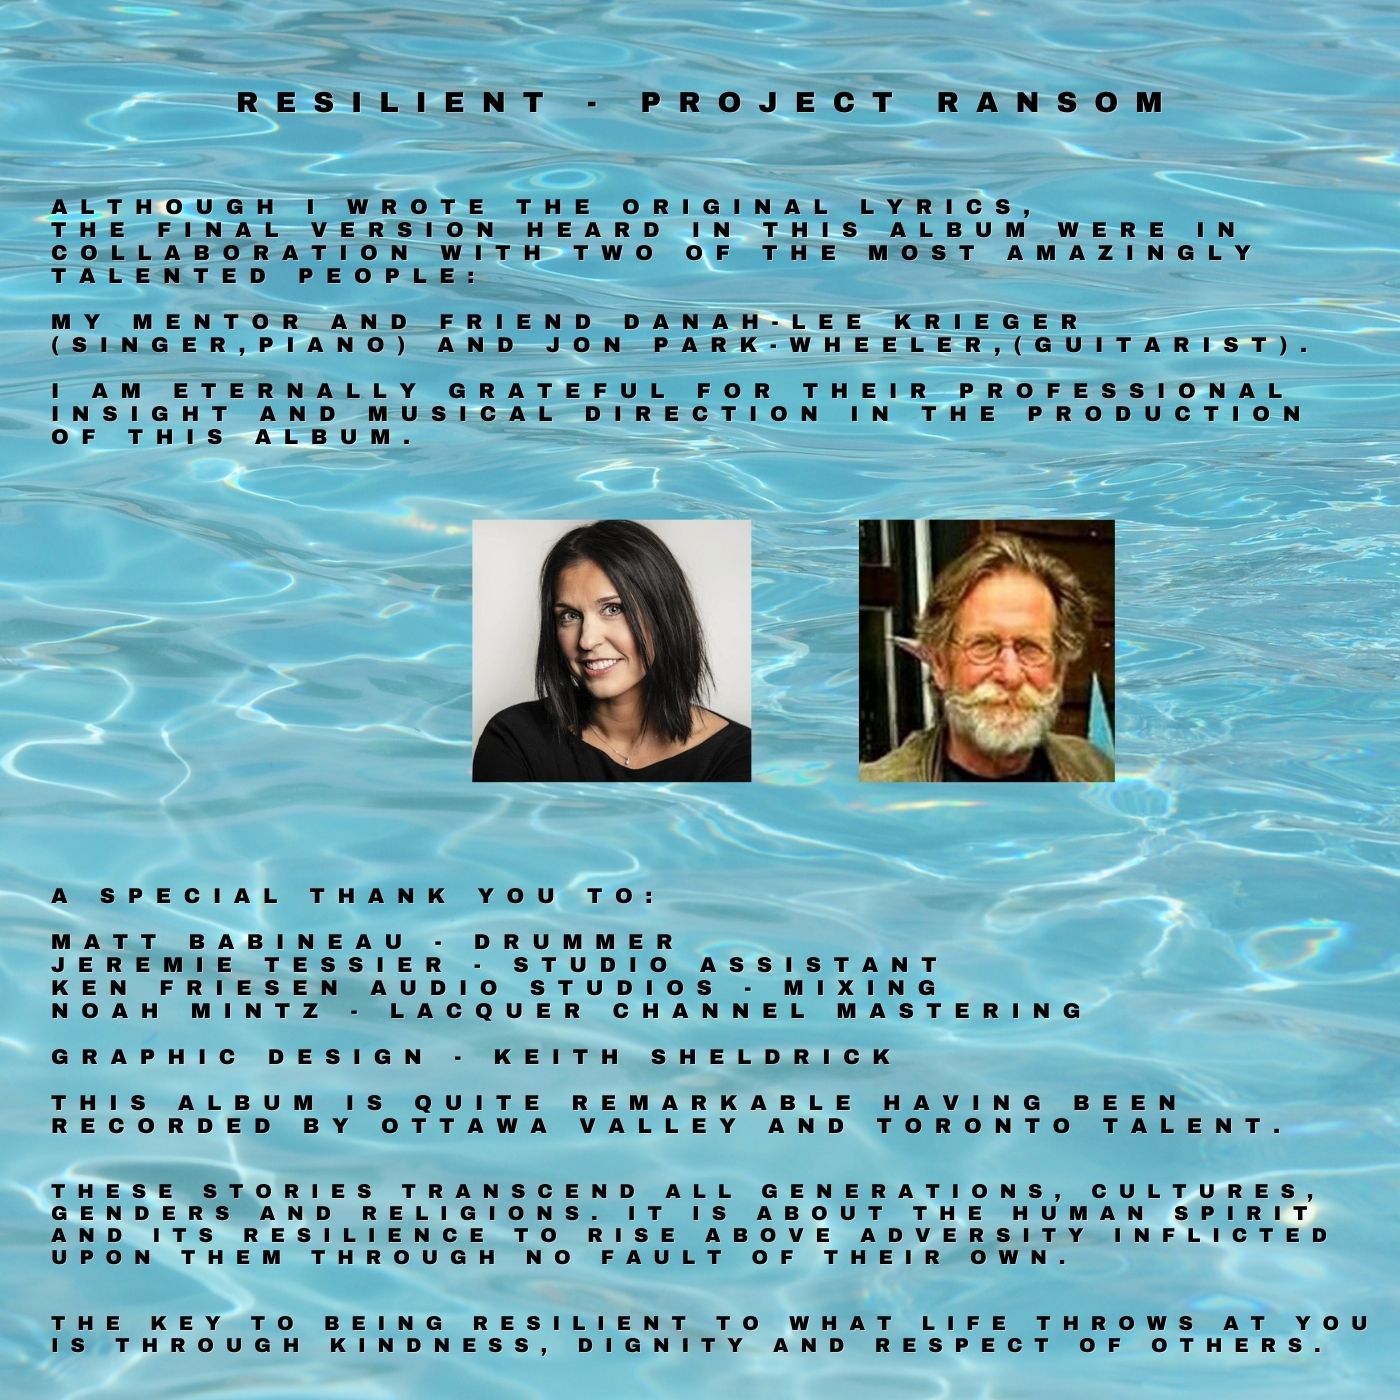 RESILIENT - PROJECT RANSOM
ALTHOUGH I WROTE THE ORIGINAL LYRICS,
THE FINAL VERSION HEARD IN THIS ALBUM WERE IN
COLLABORATION WITH TWO OF THE MOST AMAZINGLY
TALENTED PEOPLE:
MY MENTOR AND FRIEND DANAH-LEE KRIEGER
(SINGER,PIANO) AND JON PARK-WHEELER,(GUITARIST).
I AM ETERNALLY GRATEFUL FOR THEIR PROFESSIONAL
INSIGHT AND MUSICAL DIRECTION IN THE PRODUCTION
OF THIS ALBUM.
A SPECIAL THANK YOU TO:
MATT BABINEAU - DRUMMER
JEREMIE TESSIER - STUDIO ASSISTANT
KEN FRIESEN AUDIO STUDIOS - MIXING
NOAH MINTZ - LACQUER CHANNEL MASTERING
GRAPHIC DESIGN - KEITH SHELDRICK
THIS ALBUM IS QUITE REMARKABLE HAVING BEEN
RECORDED BY OTTAWA VALLEY AND TORONTO TALENT.
THESE STORIES TRANSCEND ALL GENERATIONS, CULTURES,
GENDERS AND RELIGIONS. IT IS ABOUT THE HUMAN SPIRIT
AND ITS RESILIENCE TO RISE ABOVE ADVERSITY INFLICTED
UPON THEM THROUGH NO FAULT OF THEIR OWN.
THE KEY TO BEING RESILIENT TO WHAT LIFE THROWS AT YOU
IS THROUGH KINDNESS, DIGNITY AND RESPECT OF OTHERS.